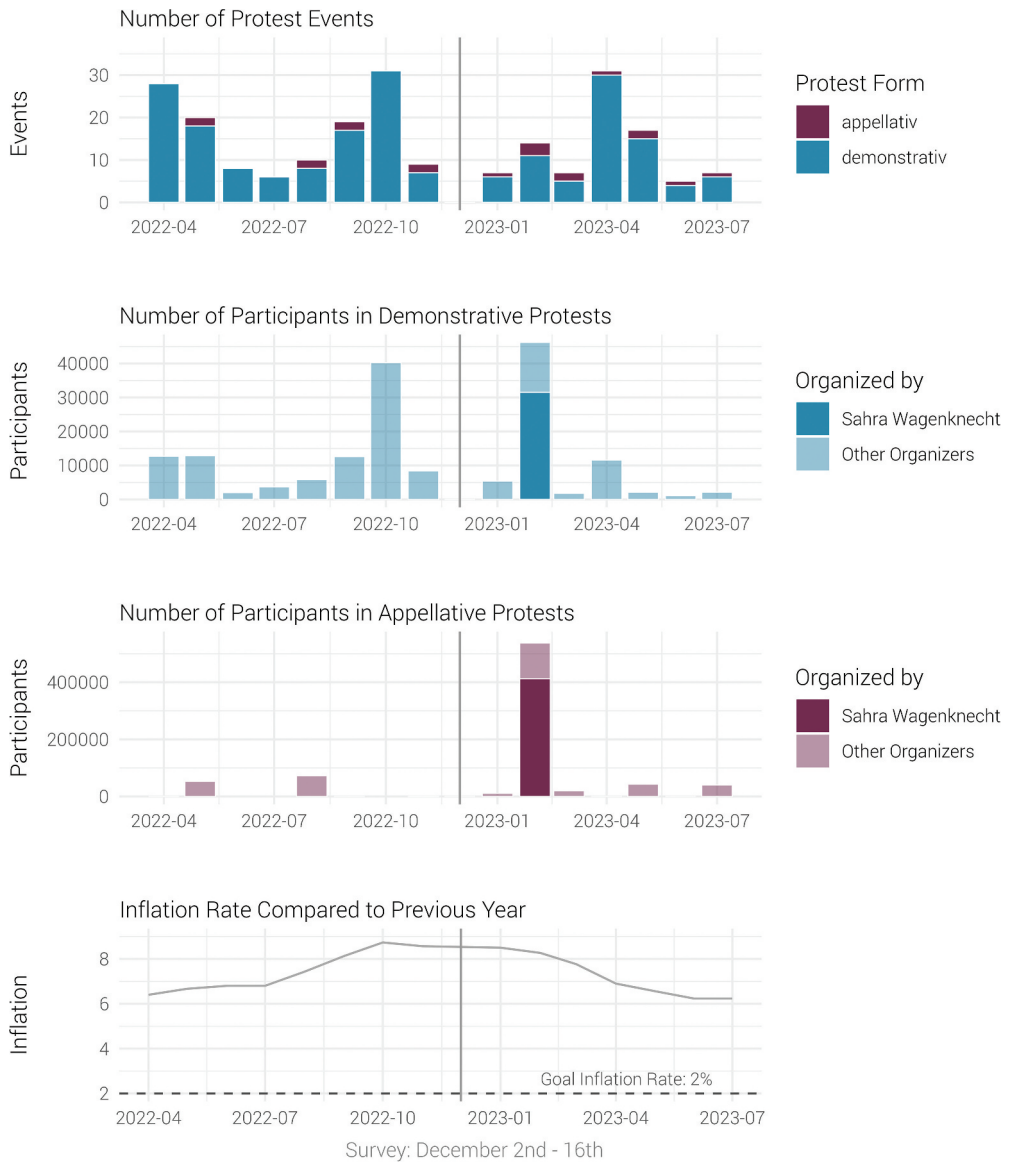 Number of Protest Events
Events
30
20
10
0
2022-04 2022-07 2022-10 2023-01 2023-04 2023-07
Protest Form
appellativ
demonstrativ
Number of Participants in Demonstrative Protests
Participants
40000
30000
20000
10000
0
2022-04 2022-07 2022-10 2023-01 2023-04 2023-07
Organized by
Sahra Wagenknecht
Other Organizers
Number of Participants in Appellative Protests
Participants
400000
200000
0
2022-04 2022-07 2022-10 2023-01 2023-04 2023-07
Organized by
Sahra Wagenknecht
Other Organizers
Inflation Rate Compared to Previous Year
Inflation
8
6
4
2
Goal Inflation Rate: 2%
2022-04 2022-07 2022-10 2023-01 2023-04 2023-07
Survey: December 2nd - 16th